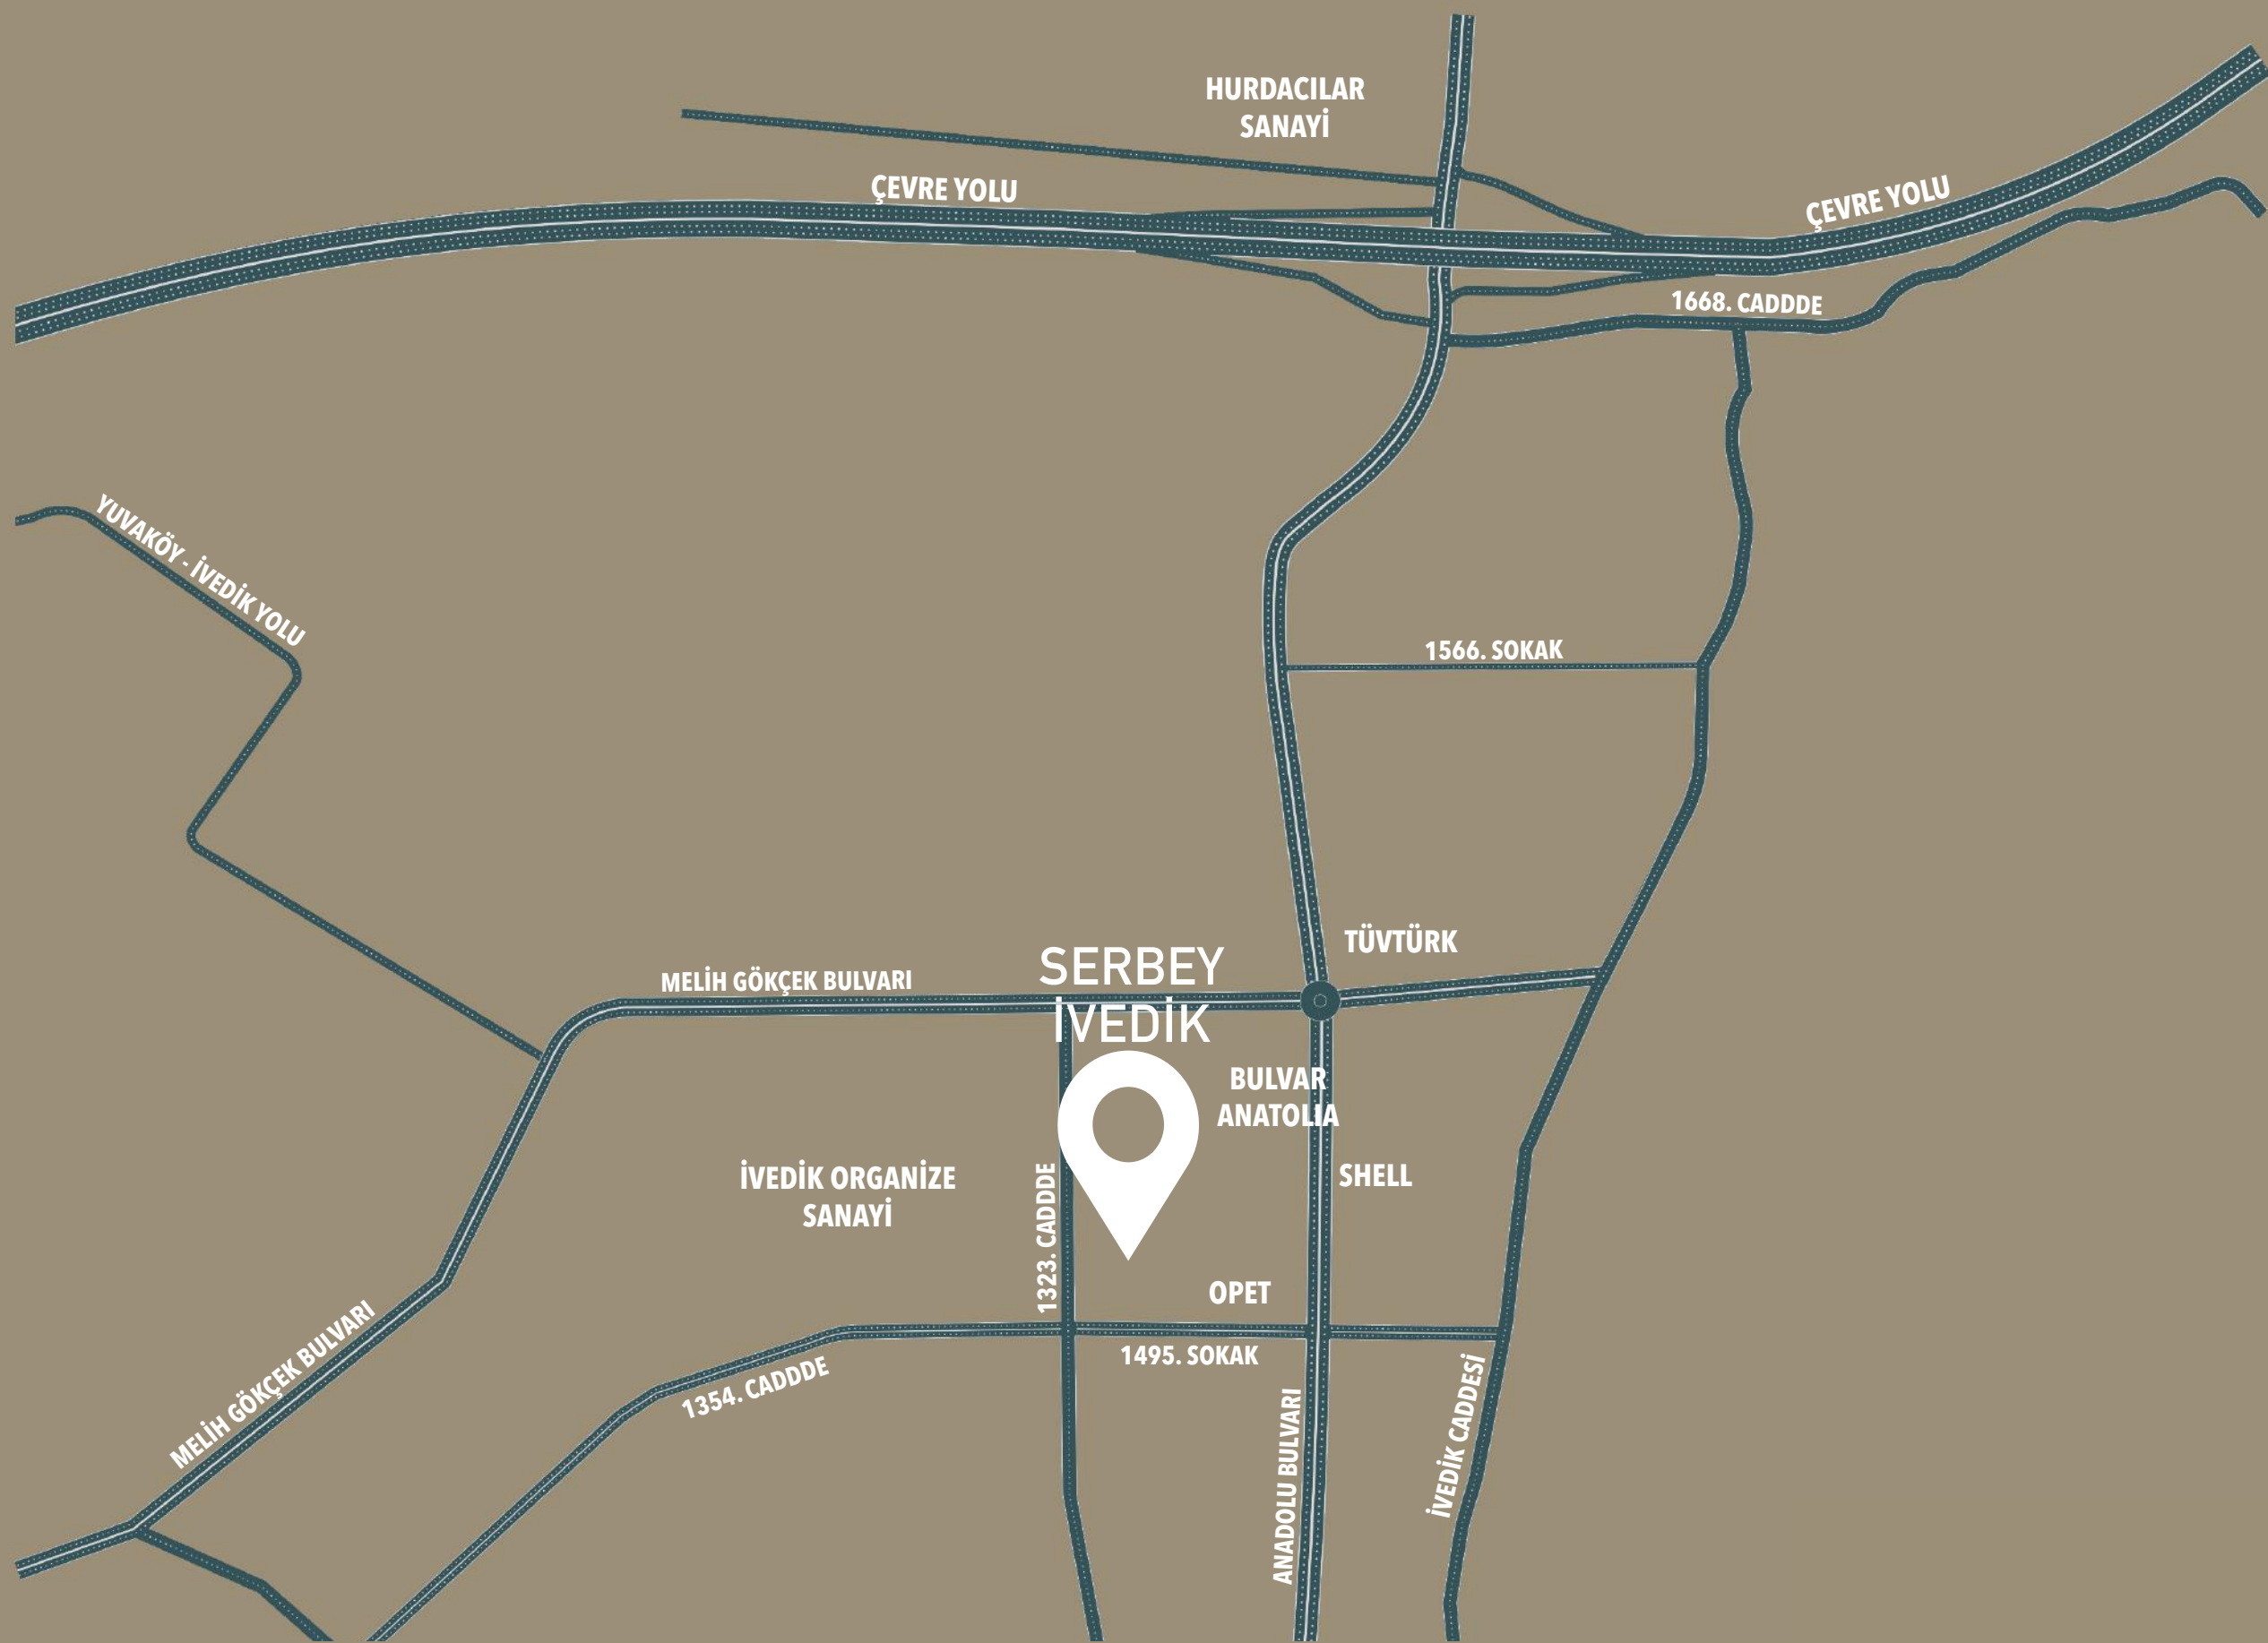 HURDACILAR
SANAYİ
ÇEVRE YOLU
ÇEVRE YOLU
1668. CADDDE
YUVAKÖY - İVEDİK YOLU
1566. SOKAK
TÜVTÜRK
SERBEY
İVEDİK
MELİH GÖKÇEK BULVARI
BULVAR
ANATOLIA
İVEDİK ORGANİZE
SANAYİ
SHELL
1323. CADDDE
OPET
MELİH GÖKÇEK BULVARI
1495. SOKAK
1354. CADDDE
ANADOLU BULVARI
İVEDİK CADDESİ